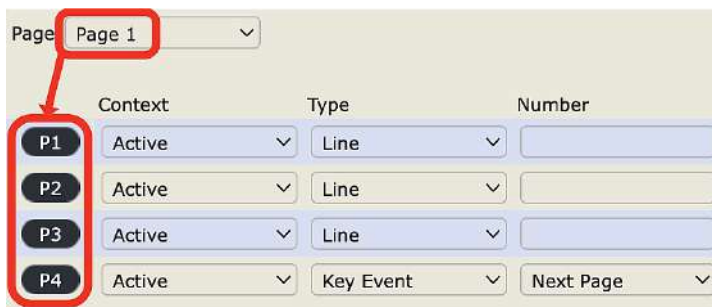 Page Page 1
Context Type Number
P1 Active Line
P2 Active Line
P3 Active Line
P4 Active Key Event Next Page